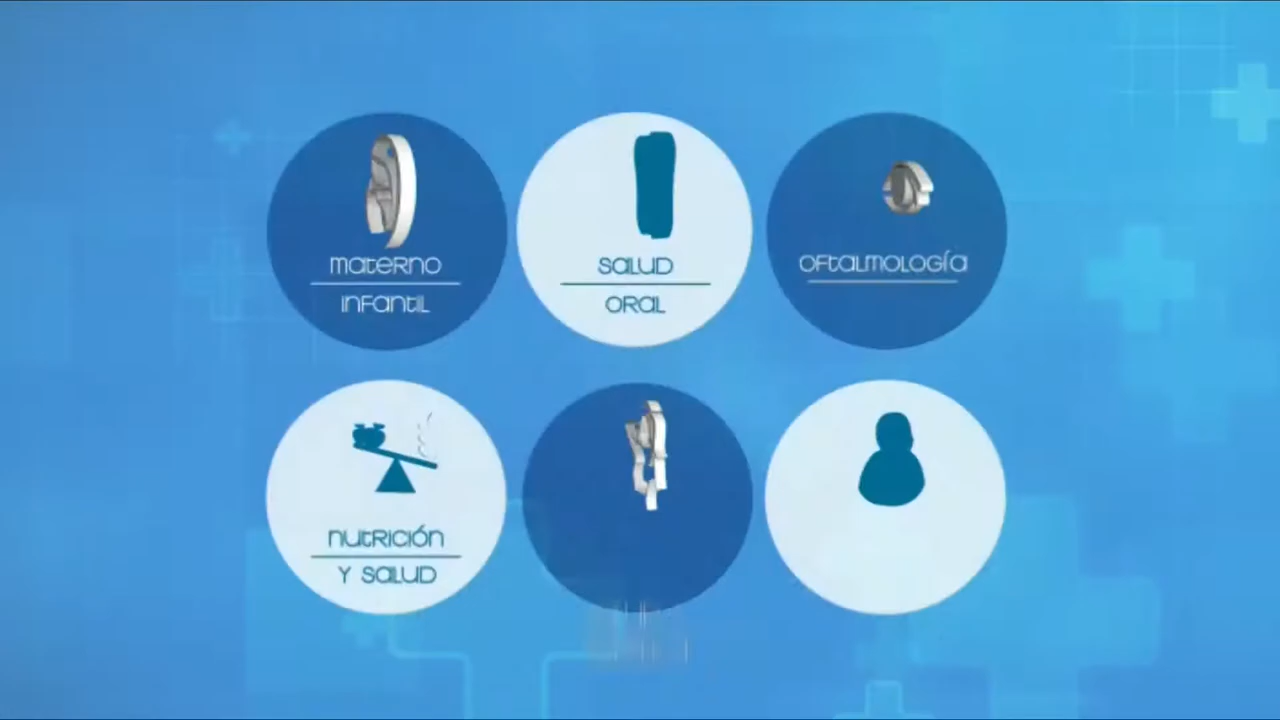 materno
infantil
salud
oral
oftalmología
nutrición
y salud